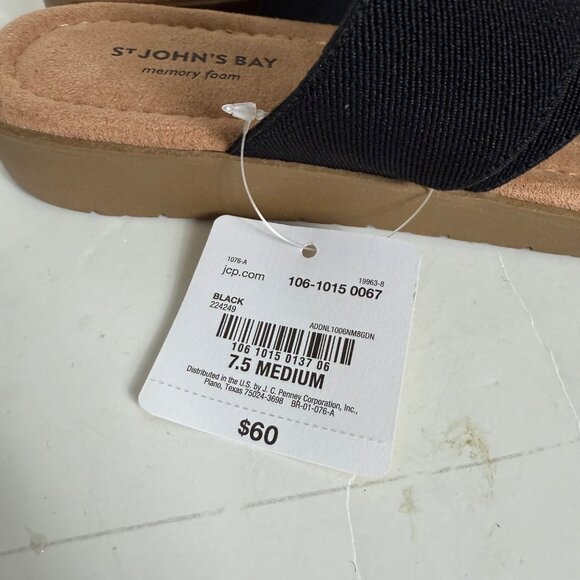 ST JOHN'S BAY
memory foam
1076-A
jcp.com
19963-8
106-1015 0067
BLACK
224249
ADDNL1006NM8GDN
106 1015 0137 06
7.5 MEDIUM
Distributed in the U.S. by J. C. Penney Corporation, Inc.,
Plano, Texas 75024-3698 BR-01-076-A
$60